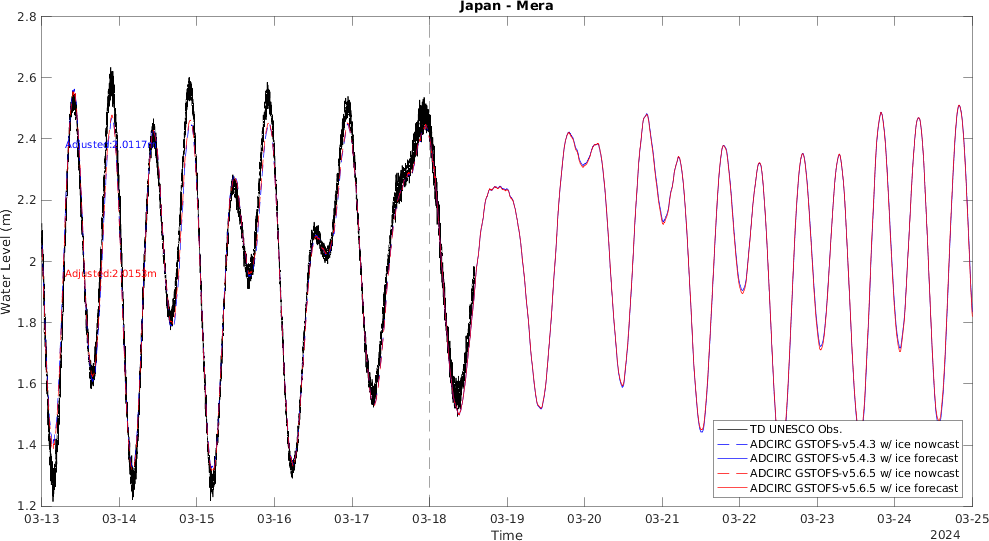 Japan - Mera
2.8
2.6
2.4
2.2
2
1.8
1.6
1.4
1.2
Water Level (m)
Adjusted:2.0117m
Adjusted:2.0153m
TD UNESCO Obs.
ADCIRC GSTOFS-v5.4.3 w/ ice nowcast
ADCIRC GSTOFS-v5.4.3 w/ ice forecast
ADCIRC GSTOFS-v5.6.5 w/ ice nowcast
ADCIRC GSTOFS-v5.6.5 w/ ice forecast
03-13 03-14 03-15 03-16 03-17 03-18 03-19 03-20 03-21 03-22 03-23 03-24 03-25
Time
2024